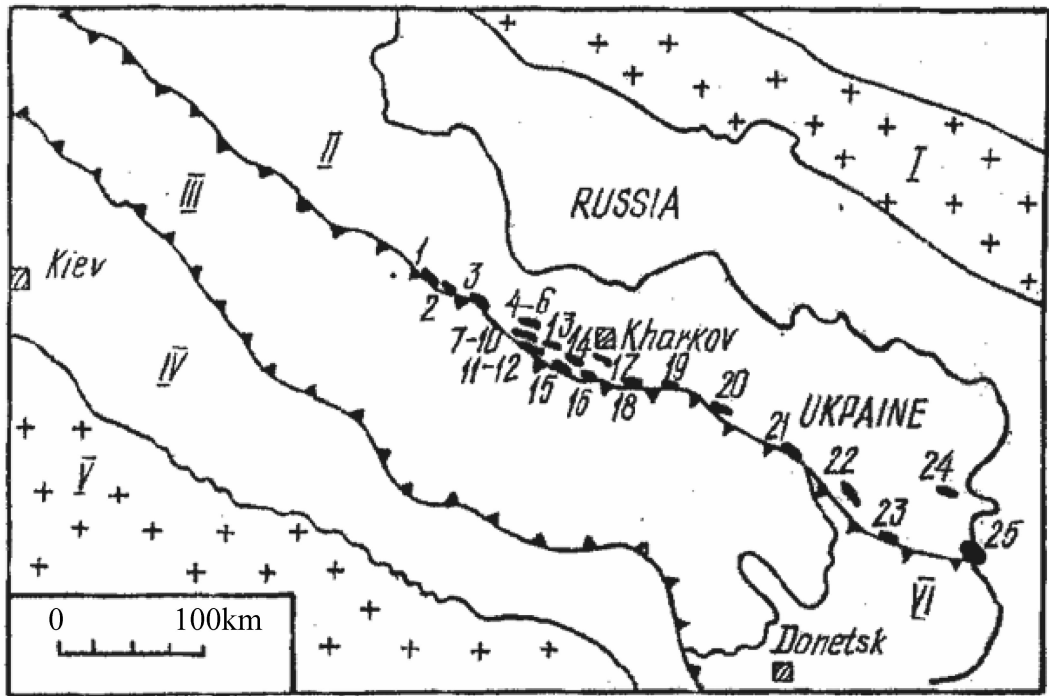 II
I
III
RUSSIA
Kiev
1
2
3
4-6
13
7-10
14
Kharkov
11-12
17
19
15
16
18
20
IV
UKPAINE
21
V
22
24
23
25
VI
0 100km
Donetsk